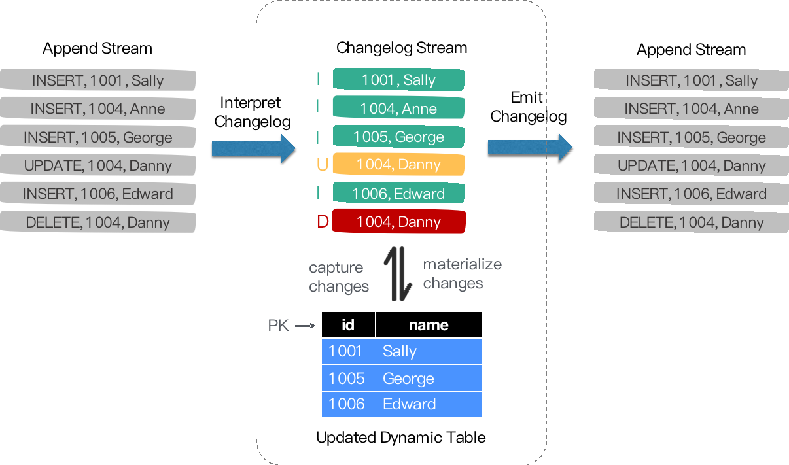 Append Stream
INSERT, 1001, Sally
INSERT, 1004, Anne
INSERT, 1005, George
UPDATE, 1004, Danny
INSERT, 1006, Edward
DELETE, 1004, Danny
Interpret
Changelog
Changelog Stream
I 1001, Sally
I 1004, Anne
I 1005, George
U 1004, Danny
I 1006, Edward
D 1004, Danny
Emit
Changelog
Append Stream
INSERT, 1001, Sally
INSERT, 1004, Anne
INSERT, 1005, George
UPDATE, 1004, Danny
INSERT, 1006, Edward
DELETE, 1004, Danny
capture
changes
materialize
changes
PK
id name
1001 Sally
1005 George
1006 Edward
Updated Dynamic Table